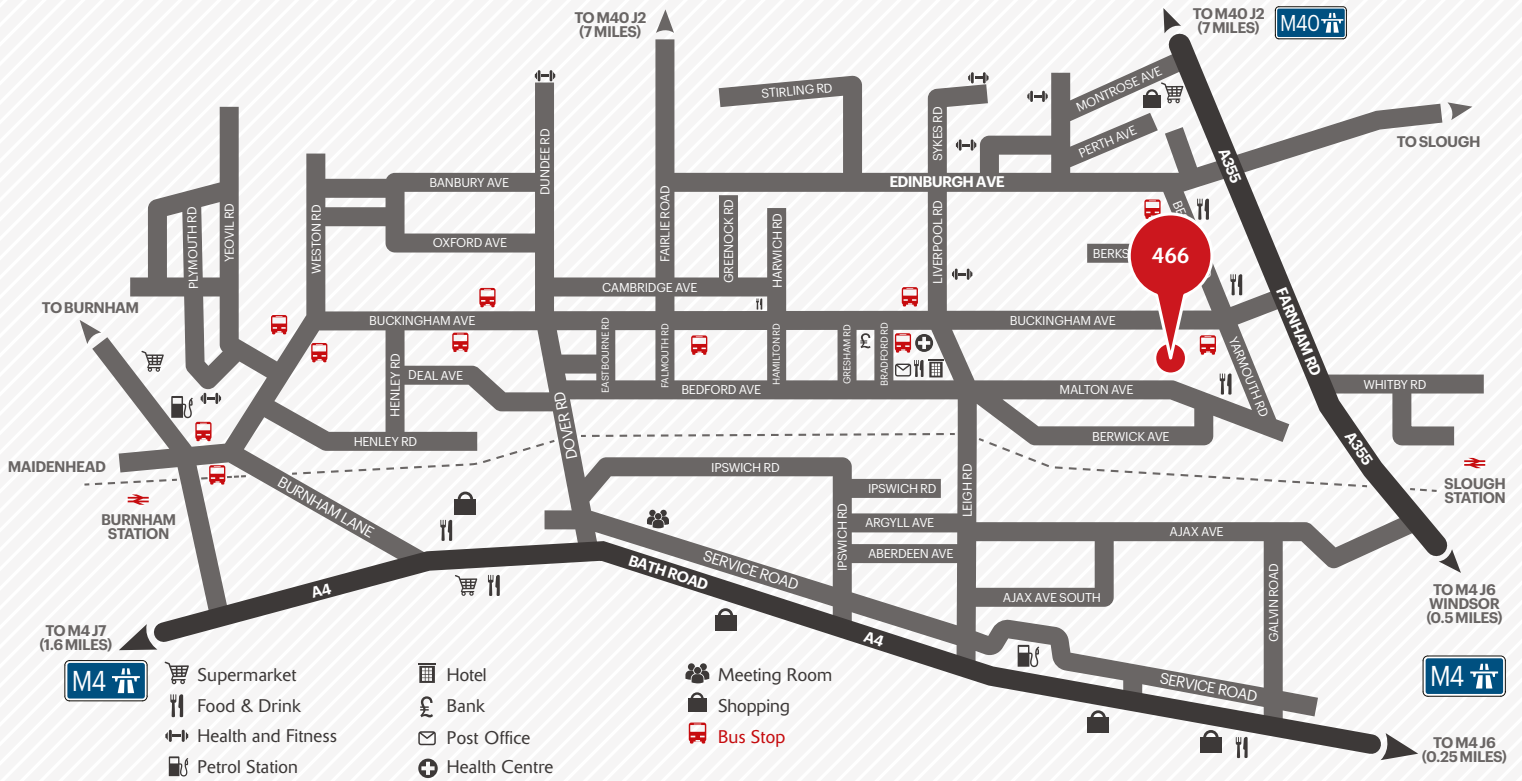 TO M40 J2
(7 MILES)
TO M40 J2
(7 MILES)
M40
STIRLING RD
MONTROSE AVE
SYKES RD
PERTH AVE
TO SLOUGH
A355
DUNDEE RD
BANBURY AVE
EDINBURGH AVE
PLYMOUTH RD
YEOVIL RD
WESTON RD
OXFORD AVE
FAIRLIE ROAD
GREENOCK RD
HARWICH RD
LIVERPOOL RD
BERKS
466
CAMBRIDGE AVE
TO BURNHAM
BUCKINGHAM AVE
BUCKINGHAM AVE
FARNHAM RD
EASTBOURNE RD
FALMOUTH RD
HAMILTON RD
GRESHAM RD
BRADFORD RD
YARMOUTH RD
HENLEY RD
DEAL AVE
BEDFORD AVE
MALTON AVE
WHITBY RD
DOVER RD
HENLEY RD
BERWICK AVE
A355
MAIDENHEAD
IPSWICH RD
IPSWICH RD
LEIGH RD
SLOUGH
STATION
BURNHAM
STATION
BURNHAM LANE
IPSWICH RD
ARGYLL AVE
AJAX AVE
ABERDEEN AVE
SERVICE ROAD
BATH ROAD
A4
AJAX AVE SOUTH
GALVIN ROAD
TO M4 J6
WINDSOR
(0.5 MILES)
TO M4 J7
(1.6 MILES)
A4
M4
SERVICE ROAD
M4
TO M4 J6
(0.25 MILES)
Supermarket
Food & Drink
Health and Fitness
Petrol Station
Hotel
£ Bank
Post Office
Health Centre
Meeting Room
Shopping
Bus Stop